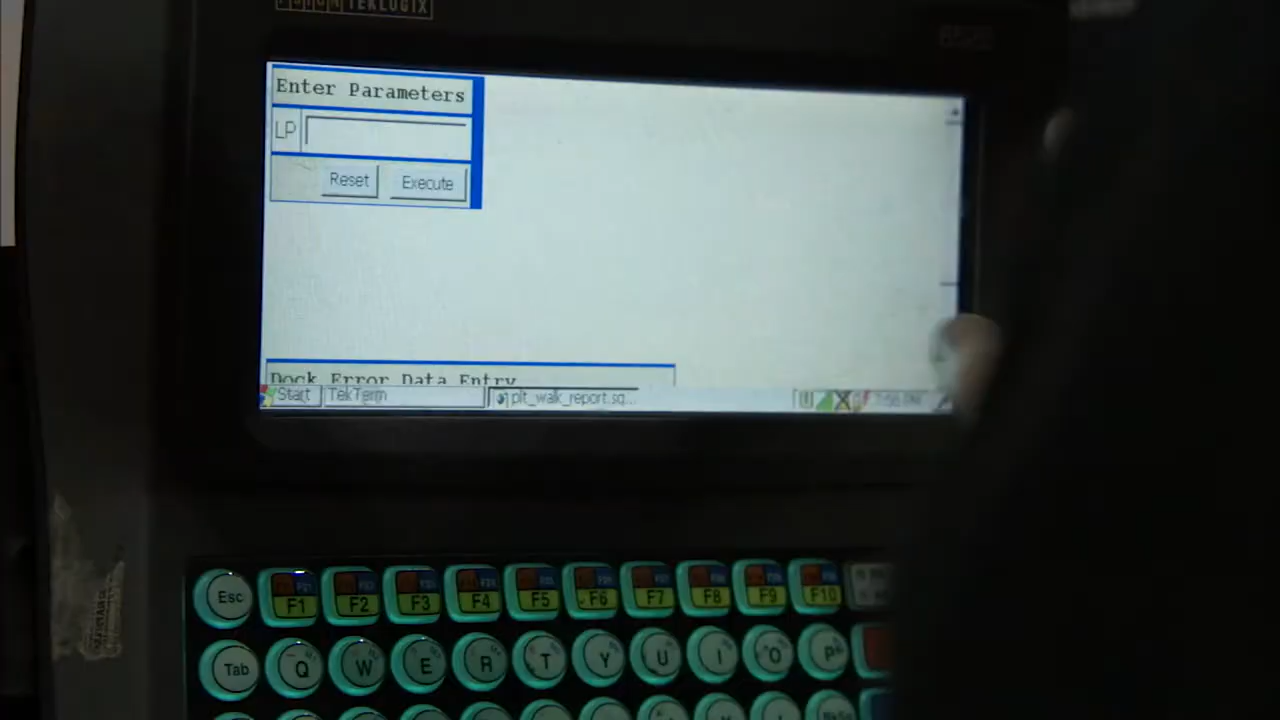 PSION TEKLOGIX
Enter Parameters
LP
Reset Execute
Dock Error Data Entry
Start TekTerm plt_walk_report.sq...
Esc F1 F2 F3 F4 F5 F6 F7 F8 F9 F10
Tab Q W E R T Y U I O P